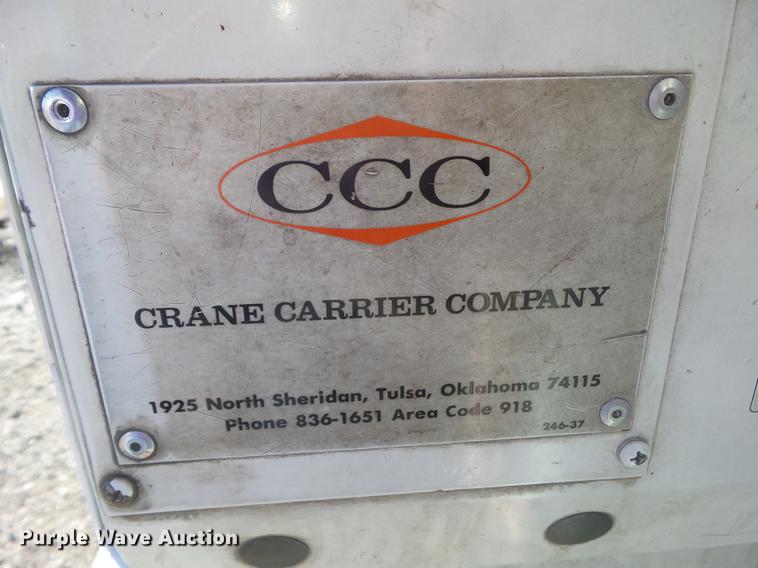 CCC
CRANE CARRIER COMPANY
1925 North Sheridan, Tulsa, Oklahoma 74115
Phone 836-1651 Area Code 918
246-37
Purple Wave Auction